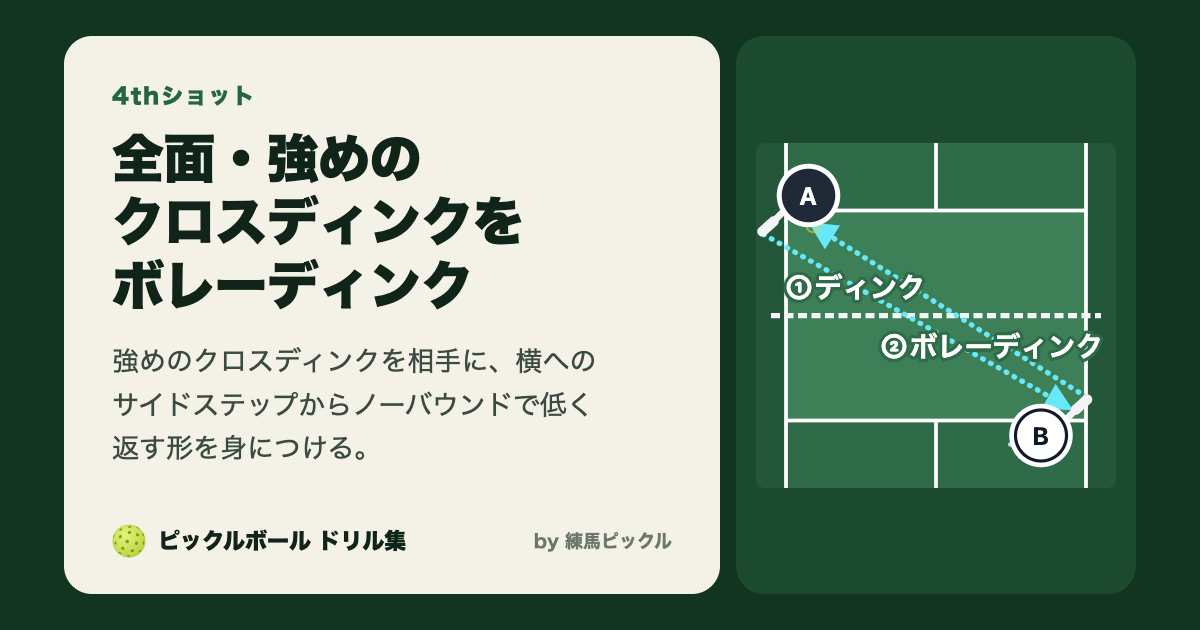 4thショット
全面・強めの
クロスディンクを
ボレーディンク
強めのクロスディンクを相手に、横への
サイドステップからノーバウンドで低く
返す形を身につける。
ピックルボール ドリル集
by 練馬ピックル
A
①ディンク
②ボレーディンク
B